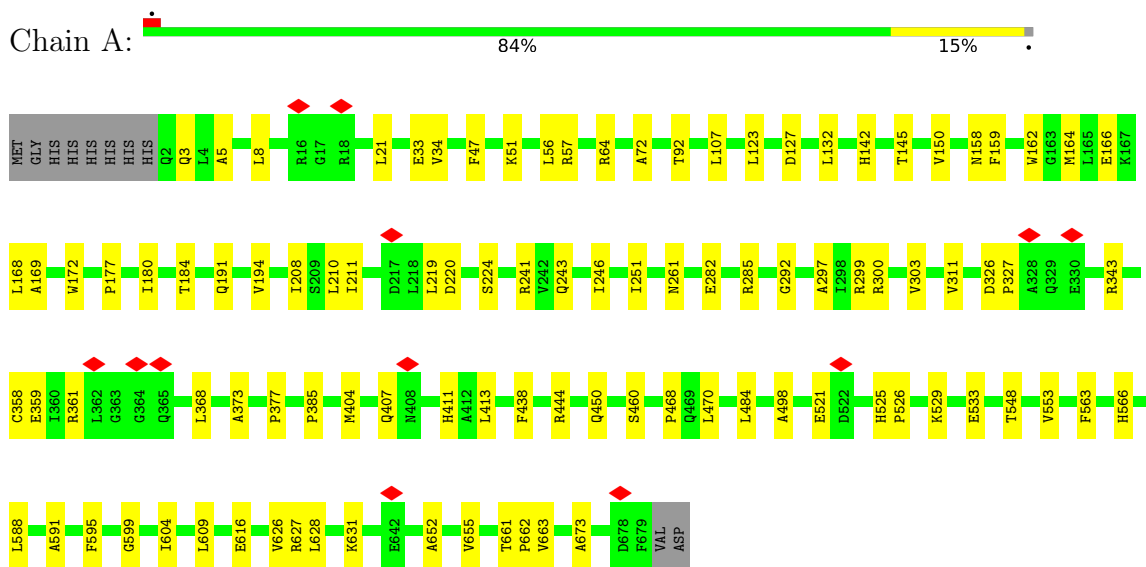 Chain A:
84% 15%
MET GLY HIS HIS HIS HIS HIS HIS Q2 Q3 L4 A5 L8 R16 G17 R18 L21 E33 V34 F47 K51 L56 R57 R64 A72 T92 L107 L123 D127 L132 H142 T145 V150 N158 F159 W162 G163 M164 L165 E166 K167
L168 A169 W172 P177 I180 T184 Q191 V194 I208 S209 L210 I211 D217 L218 L219 D220 S224 R241 V242 Q243 I246 I251 N261 E282 R285 G292 A297 I298 R299 R300 V303 V311 D326 P327 A328 Q329 E330 R343
C358 E359 I360 R361 L362 G363 G364 Q365 L368 A373 P377 P385 M404 Q407 N408 H411 A412 L413 F438 R444 Q450 S460 P468 Q469 L470 L484 A498 E521 D522 H525 P526 K529 E533 T548 V553 F563 H566
L588 A591 F595 G599 I604 L609 E616 V626 R627 L628 K631 E642 A652 V655 T661 P662 V663 A673 D678 F679 VAL ASP